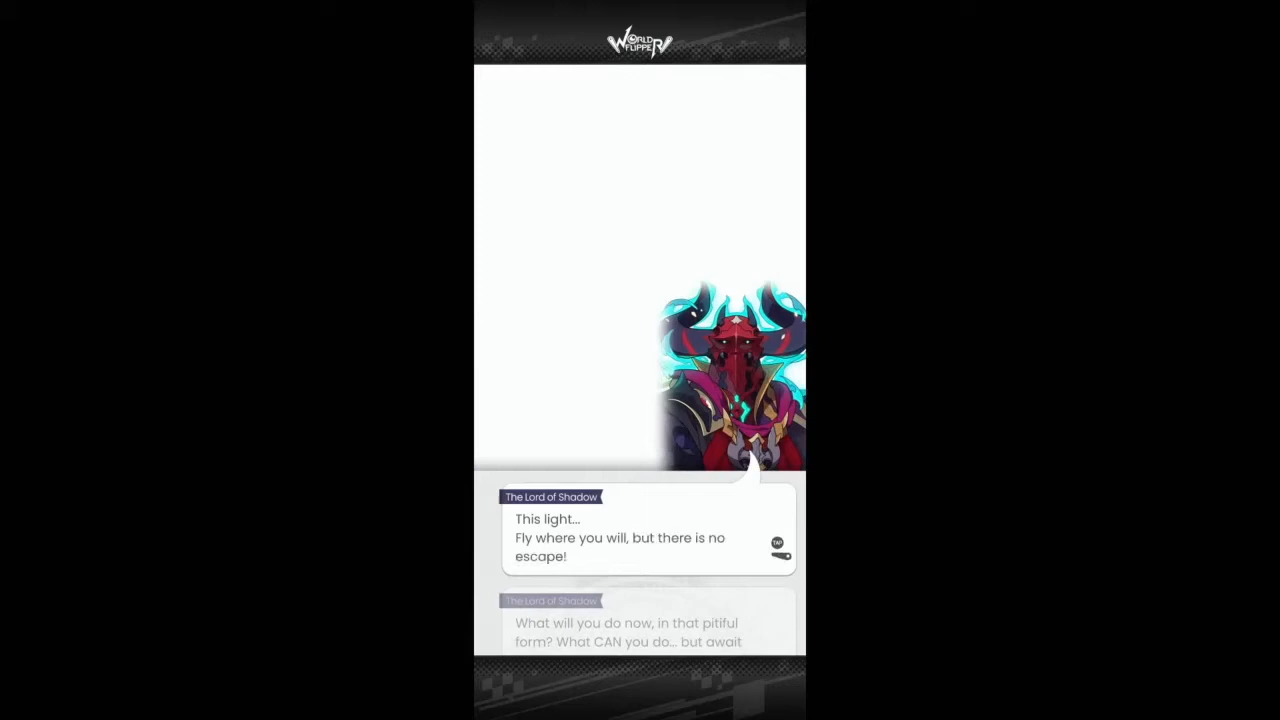 WORLD
FLIPPER
The Lord of Shadow
This light...
Fly where you will, but there is no
escape!
TAP
The Lord of Shadow
What will you do now, in that pitiful
form? What CAN you do... but await